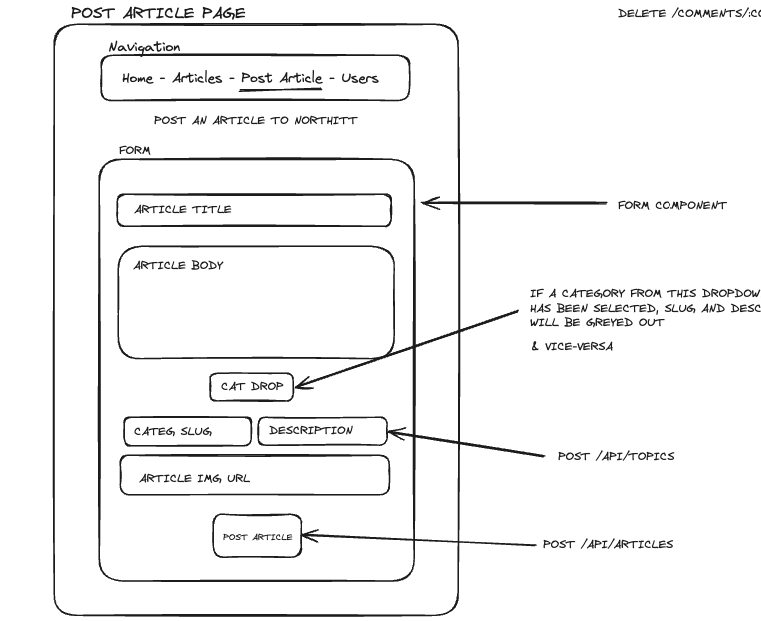 POST ARTICLE PAGE
DELETE /COMMENTS/:CO
Navigation
Home - Articles - Post Article - Users
POST AN ARTICLE TO NORTHITT
FORM
ARTICLE TITLE
FORM COMPONENT
ARTICLE BODY
IF A CATEGORY FROM THIS DROPDOW
HAS BEEN SELECTED, SLUG AND DESC
WILL BE GREYED OUT
& VICE-VERSA
CAT DROP
CATEG SLUG
DESCRIPTION
POST /API/TOPICS
ARTICLE IMG URL
POST ARTICLE
POST /API/ARTICLES